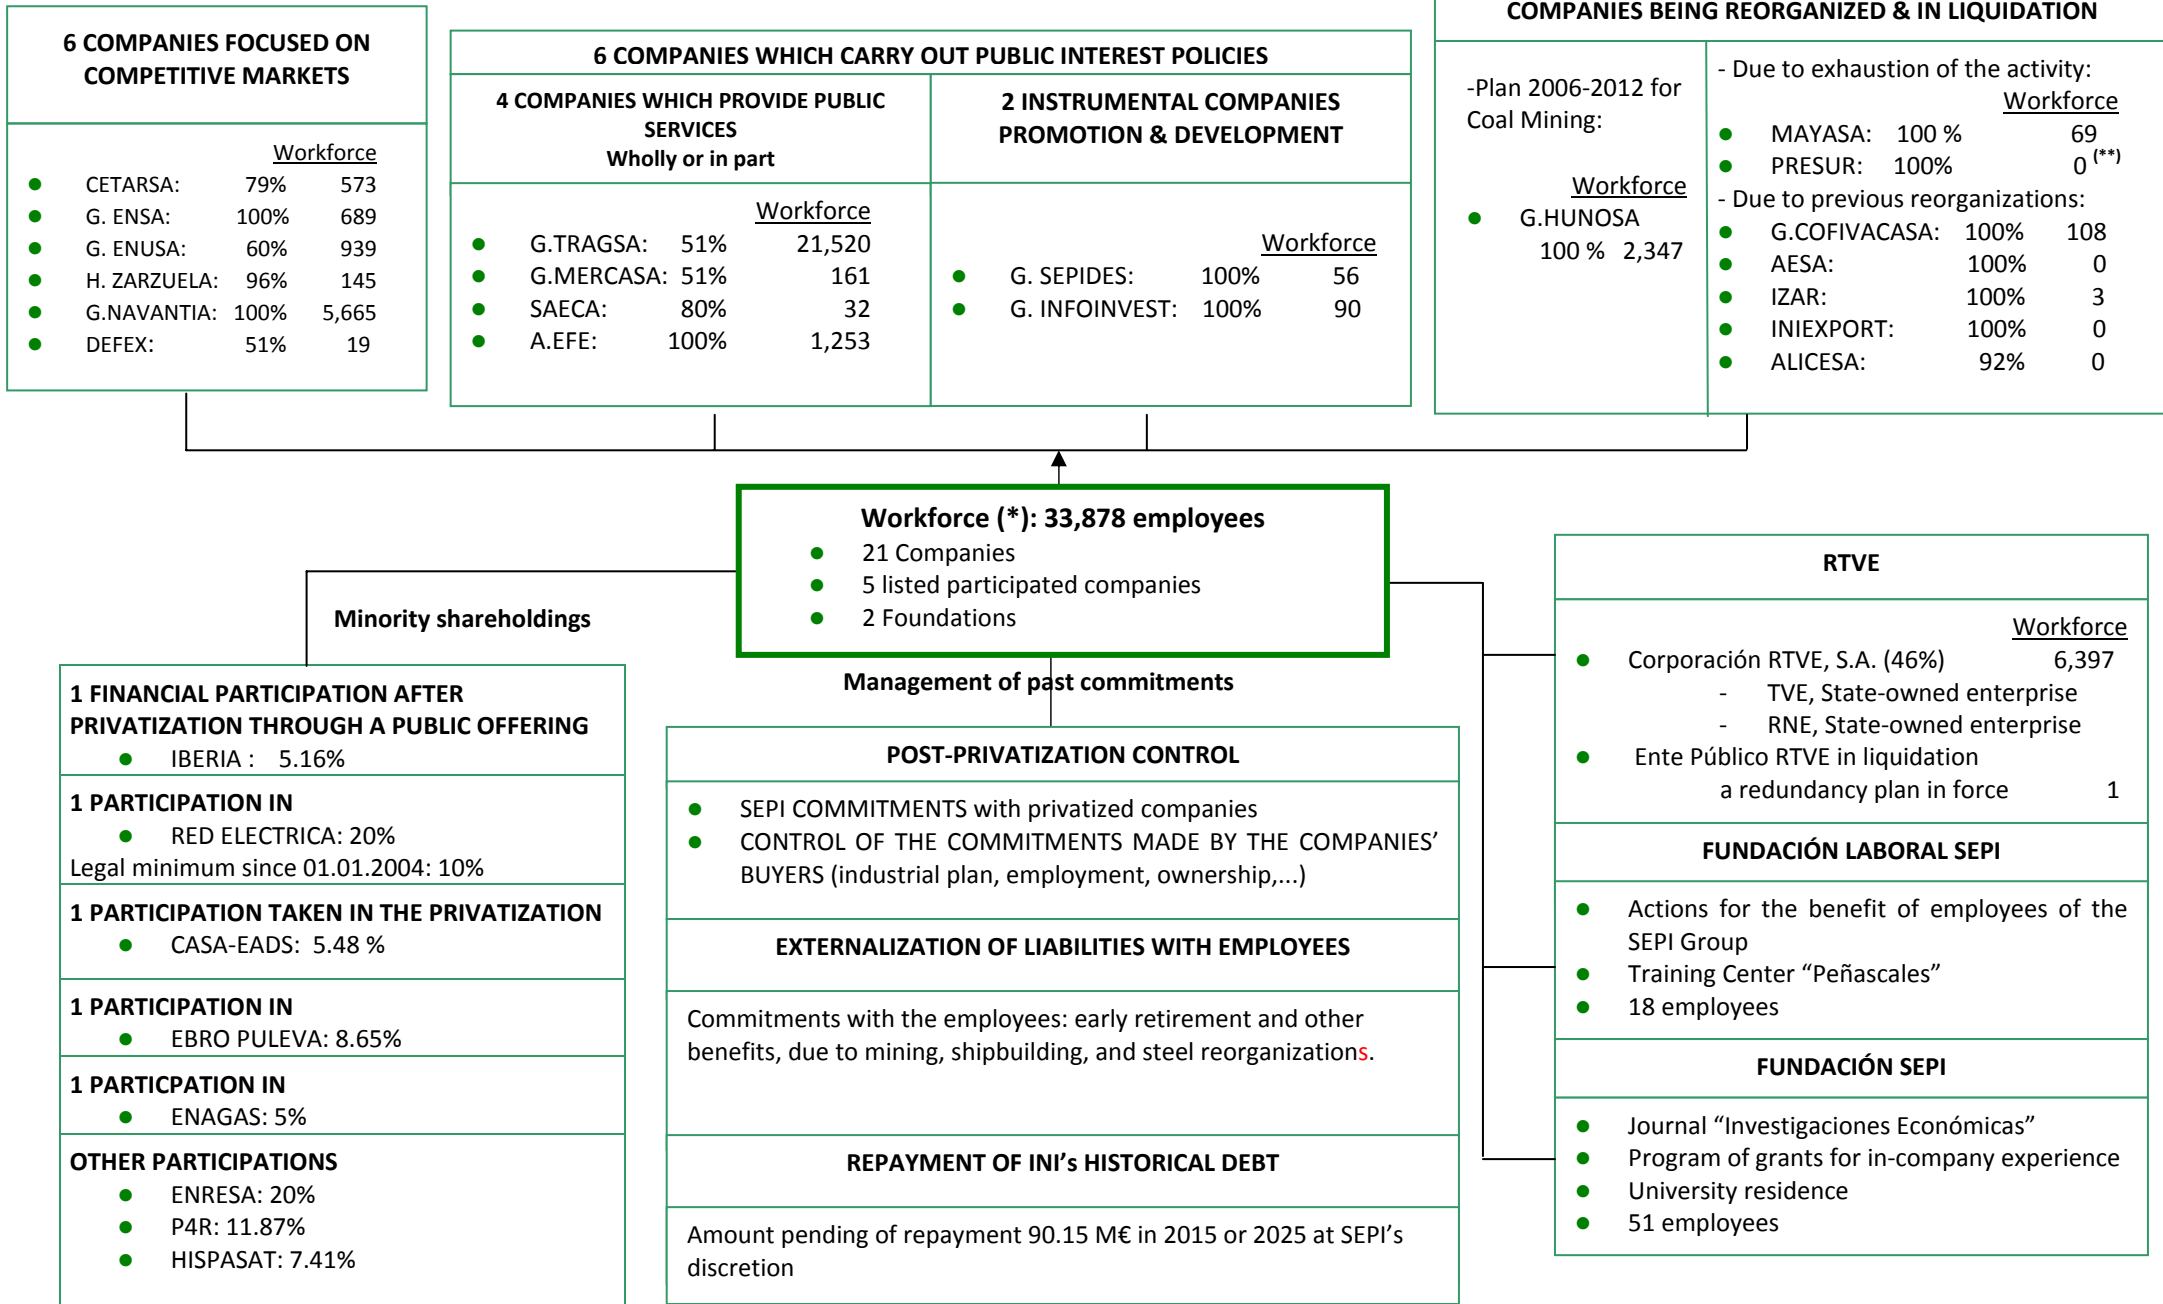 6 COMPANIES FOCUSED ON
COMPETITIVE MARKETS
Workforce
● CETARSA: 79% 573
● G. ENSA: 100% 689
● G. ENUSA: 60% 939
● H. ZARZUELA: 96% 145
● G.NAVANTIA: 100% 5,665
● DEFEX: 51% 19
6 COMPANIES WHICH CARRY OUT PUBLIC INTEREST POLICIES
4 COMPANIES WHICH PROVIDE PUBLIC
SERVICES
Wholly or in part
Workforce
● G.TRAGSA: 51% 21,520
● G.MERCASA: 51% 161
● SAECA: 80% 32
● A.EFE: 100% 1,253
2 INSTRUMENTAL COMPANIES
PROMOTION & DEVELOPMENT
Workforce
● G. SEPIDES: 100% 56
● G. INFOINVEST: 100% 90
COMPANIES BEING REORGANIZED & IN LIQUIDATION
-Plan 2006-2012 for
Coal Mining:
Workforce
● G.HUNOSA
100 % 2,347
- Due to exhaustion of the activity:
Workforce
● MAYASA: 100 % 69
● PRESUR: 100% 0 (**)
- Due to previous reorganizations:
● G.COFIVACASA: 100% 108
● AESA: 100% 0
● IZAR: 100% 3
● INIEXPORT: 100% 0
● ALICESA: 92% 0
Workforce (*): 33,878 employees
● 21 Companies
● 5 listed participated companies
● 2 Foundations
Minority shareholdings
1 FINANCIAL PARTICIPATION AFTER
PRIVATIZATION THROUGH A PUBLIC OFFERING
● IBERIA : 5.16%
1 PARTICIPATION IN
● RED ELECTRICA: 20%
Legal minimum since 01.01.2004: 10%
1 PARTICIPATION TAKEN IN THE PRIVATIZATION
● CASA-EADS: 5.48 %
1 PARTICIPATION IN
● EBRO PULEVA: 8.65%
1 PARTICPATION IN
● ENAGAS: 5%
OTHER PARTICIPATIONS
● ENRESA: 20%
● P4R: 11.87%
● HISPASAT: 7.41%
Management of past commitments
POST-PRIVATIZATION CONTROL
● SEPI COMMITMENTS with privatized companies
● CONTROL OF THE COMMITMENTS MADE BY THE COMPANIES’
BUYERS (industrial plan, employment, ownership,...)
EXTERNALIZATION OF LIABILITIES WITH EMPLOYEES
Commitments with the employees: early retirement and other
benefits, due to mining, shipbuilding, and steel reorganizations.
REPAYMENT OF INI’s HISTORICAL DEBT
Amount pending of repayment 90.15 M€ in 2015 or 2025 at SEPI’s
discretion
RTVE
Workforce
● Corporación RTVE, S.A. (46%) 6,397
- TVE, State-owned enterprise
- RNE, State-owned enterprise
● Ente Público RTVE in liquidation
a redundancy plan in force 1
FUNDACIÓN LABORAL SEPI
● Actions for the benefit of employees of the
SEPI Group
● Training Center “Peñascales”
● 18 employees
FUNDACIÓN SEPI
● Journal “Investigaciones Económicas”
● Program of grants for in-company experience
● University residence
● 51 employees